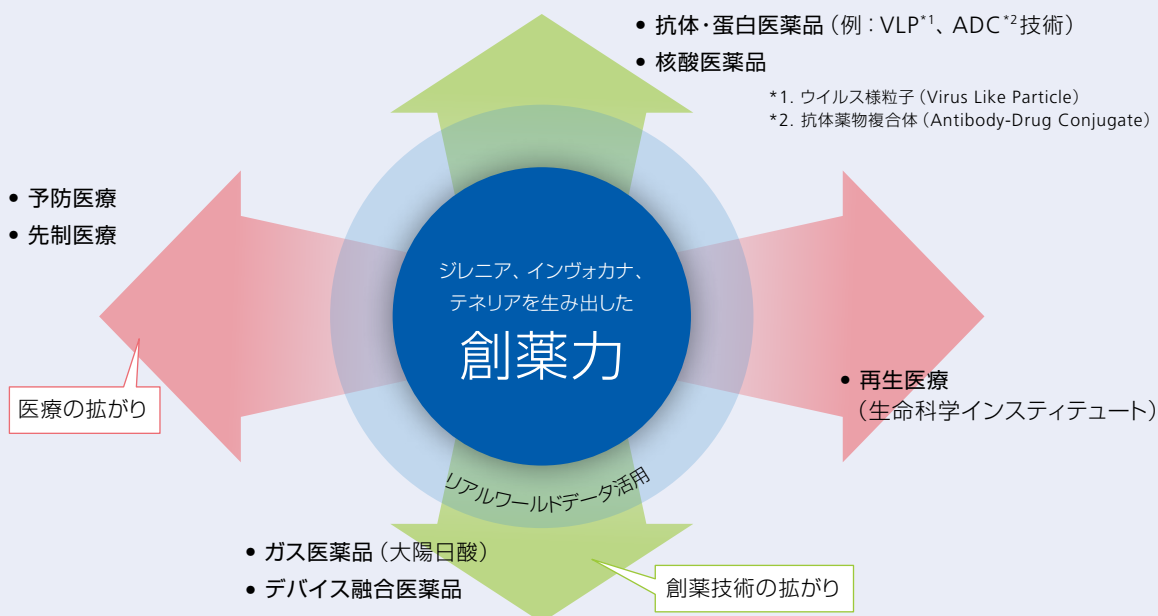 • 抗体・蛋白医薬品（例：VLP*1、ADC*2技術）
• 核酸医薬品
*1. ウイルス様粒子（Virus Like Particle）
*2. 抗体薬物複合体（Antibody-Drug Conjugate）
• 予防医療
• 先制医療
ジレニア、インヴォカナ、
テネリアを生み出した
創薬力
医療の拡がり
• 再生医療
（生命科学インスティテュート）
リアルワールドデータ活用
• ガス医薬品（大陽日酸）
• デバイス融合医薬品
創薬技術の拡がり